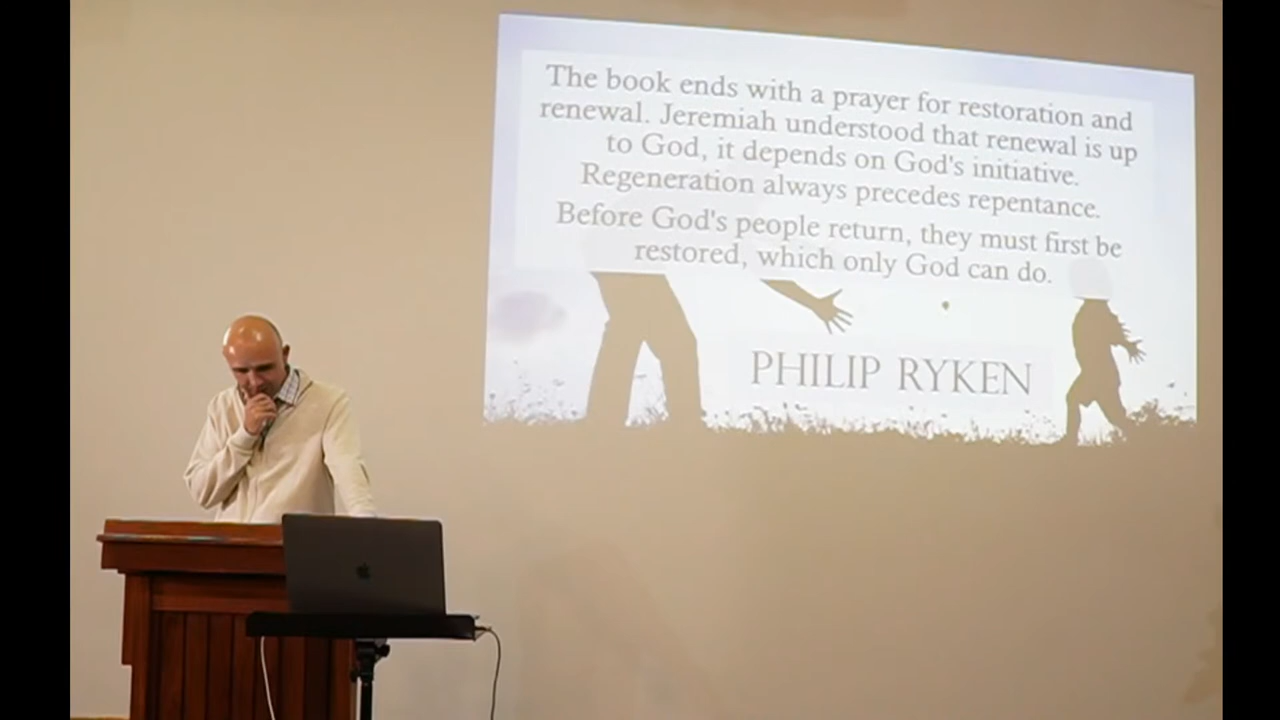 The book ends with a prayer for restoration and
renewal. Jeremiah understood that renewal is up
to God, it depends on God's initiative.
Regeneration always precedes repentance.
Before God's people return, they must first be
restored, which only God can do.
PHILIP RYKEN